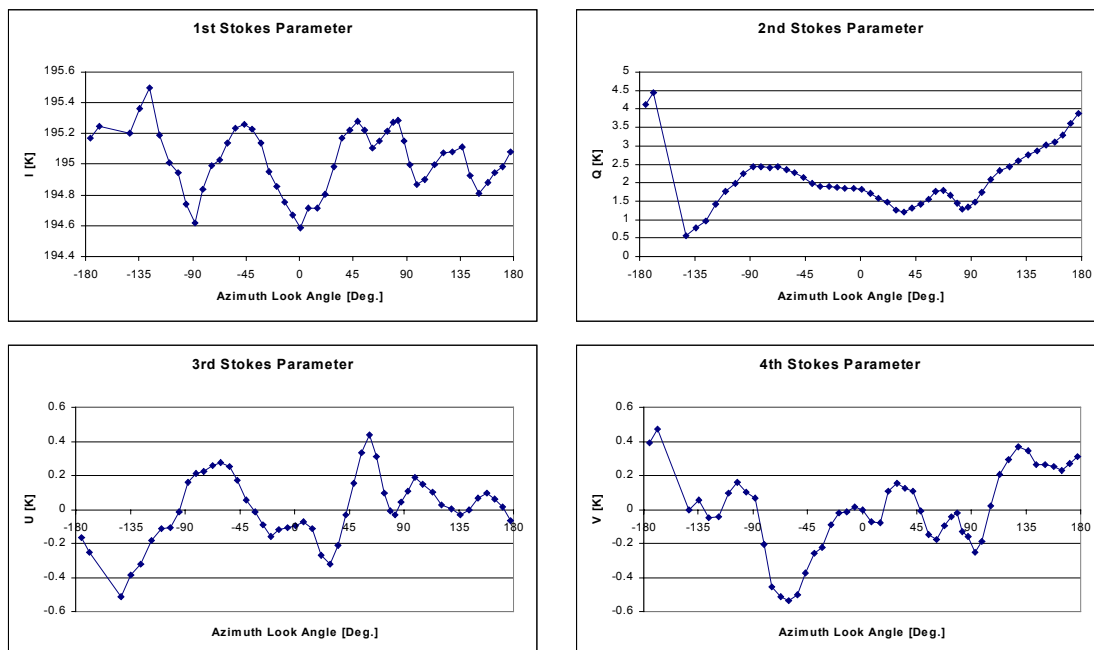 1st Stokes Parameter
195.6
195.4
195.2
195
194.8
194.6
194.4
I [K]
-180 -135 -90 -45 0 45 90 135 180
Azimuth Look Angle [Deg.]
2nd Stokes Parameter
5
4.5
4
3.5
3
2.5
2
1.5
1
0.5
0
Q [K]
-180 -135 -90 -45 0 45 90 135 180
Azimuth Look Angle [Deg.]
3rd Stokes Parameter
0.6
0.4
0.2
0
-0.2
-0.4
-0.6
U [K]
-180 -135 -90 -45 0 45 90 135 180
Azimuth Look Angle [Deg.]
4th Stokes Parameter
0.6
0.4
0.2
0
-0.2
-0.4
-0.6
V [K]
-180 -135 -90 -45 0 45 90 135 180
Azimuth Look Angle [Deg.]